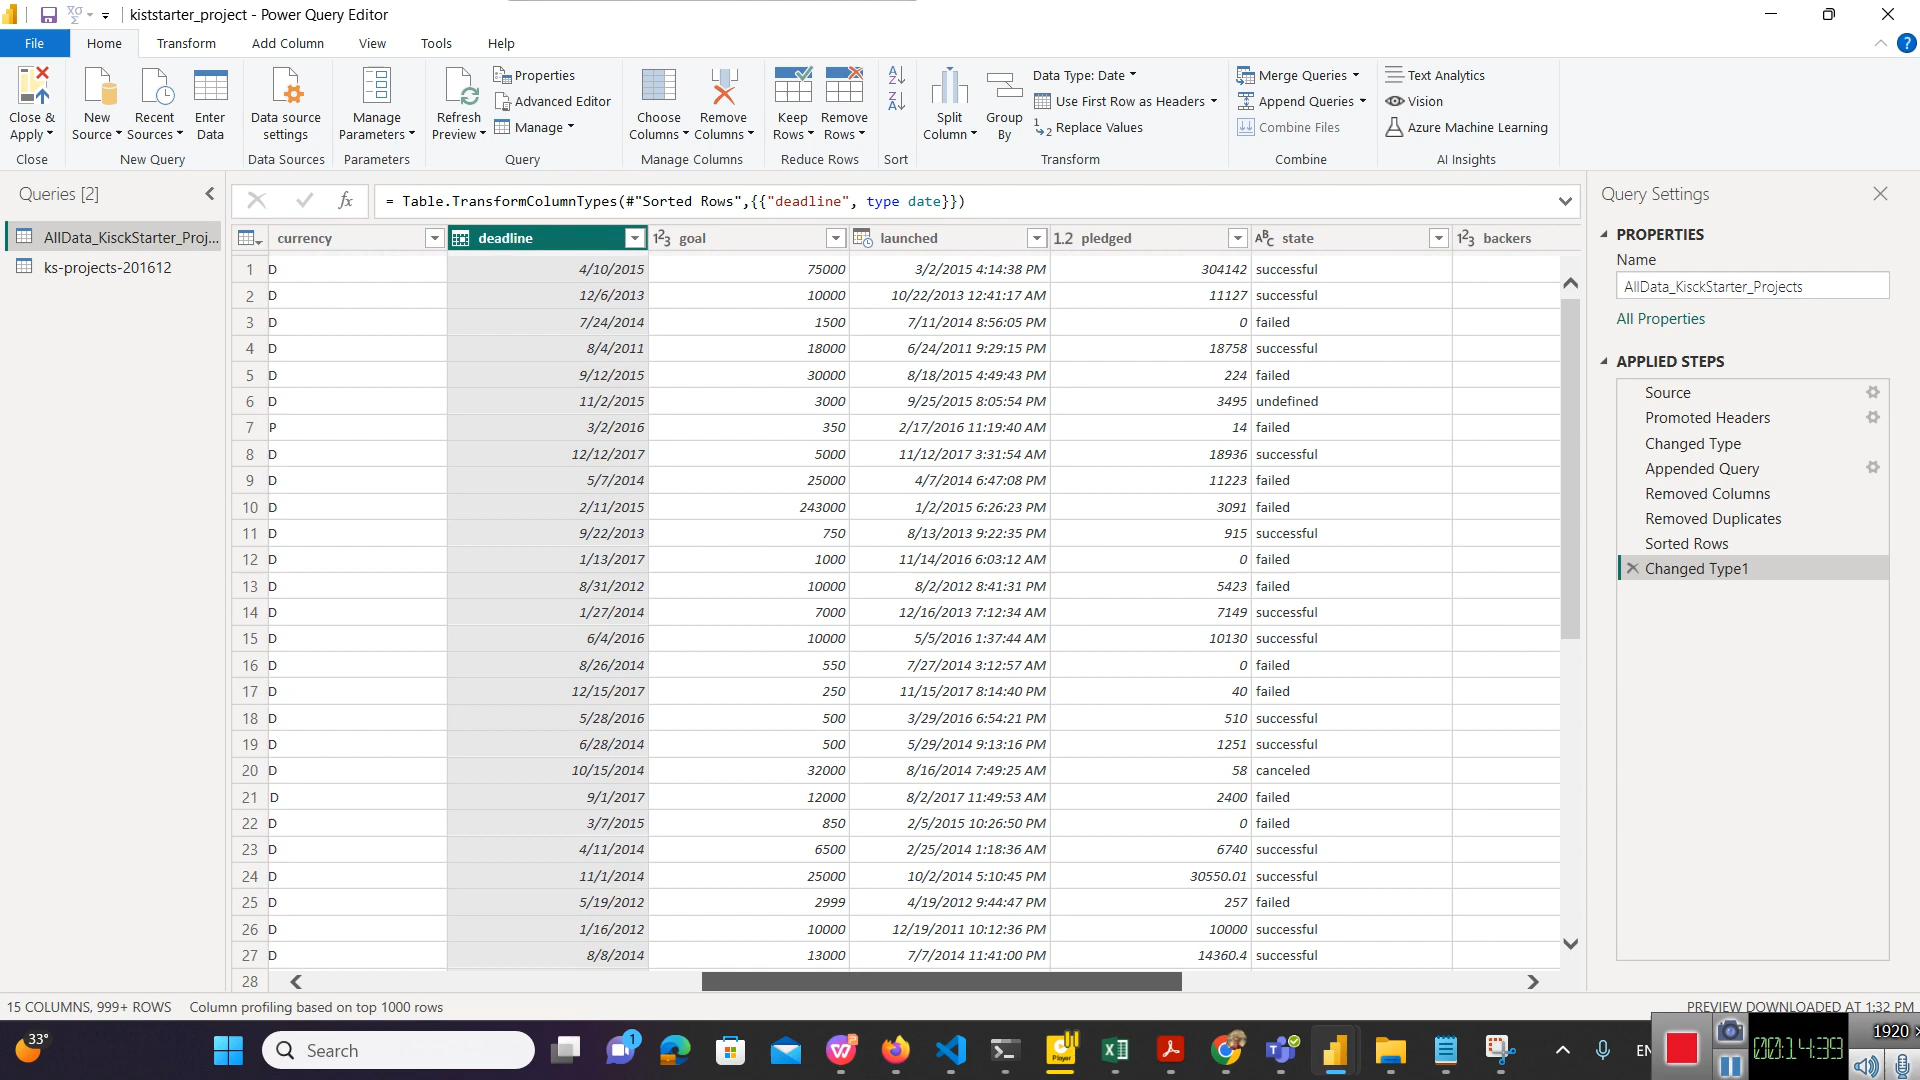 kiststarter_project - Power Query Editor
File
Home
Transform
Add Column
View
Tools
Help
Close & Apply
New Source
Recent Sources
Enter Data
Data source settings
Manage Parameters
Refresh Preview
Properties
Advanced Editor
Manage
Choose Columns
Remove Columns
Keep Rows
Remove Rows
Split Column
Group By
Data Type: Date
Use First Row as Headers
Replace Values
Merge Queries
Append Queries
Combine Files
Text Analytics
Vision
Azure Machine Learning
Close
New Query
Data Sources
Parameters
Query
Manage Columns
Reduce Rows
Sort
Transform
Combine
AI Insights
Queries [2]
AllData_KisckStarter_Proj...
ks-projects-201612
fx
= Table.TransformColumnTypes(#"Sorted Rows",{{"deadline", type date}})
currency deadline 123 goal launched 1.2 pledged ABC state 123 backers
1 D 4/10/2015 75000 3/2/2015 4:14:38 PM 304142 successful
2 D 12/6/2013 10000 10/22/2013 12:41:17 AM 11127 successful
3 D 7/24/2014 1500 7/11/2014 8:56:05 PM 0 failed
4 D 8/4/2011 18000 6/24/2011 9:29:15 PM 18758 successful
5 D 9/12/2015 30000 8/18/2015 4:49:43 PM 224 failed
6 D 11/2/2015 3000 9/25/2015 8:05:54 PM 3495 undefined
7 P 3/2/2016 350 2/17/2016 11:19:40 AM 14 failed
8 D 12/12/2017 5000 11/12/2017 3:31:54 AM 18936 successful
9 D 5/7/2014 25000 4/7/2014 6:47:08 PM 11223 failed
10 D 2/11/2015 243000 1/2/2015 6:26:23 PM 3091 failed
11 D 9/22/2013 750 8/13/2013 9:22:35 PM 915 successful
12 D 1/13/2017 1000 11/14/2016 6:03:12 AM 0 failed
13 D 8/31/2012 10000 8/2/2012 8:41:31 PM 5423 failed
14 D 1/27/2014 7000 12/16/2013 7:12:34 AM 7149 successful
15 D 6/4/2016 10000 5/5/2016 1:37:44 AM 10130 successful
16 D 8/26/2014 550 7/27/2014 3:12:57 AM 0 failed
17 D 12/15/2017 250 11/15/2017 8:14:40 PM 40 failed
18 D 5/28/2016 500 3/29/2016 6:54:21 PM 510 successful
19 D 6/28/2014 500 5/29/2014 9:13:16 PM 1251 successful
20 D 10/15/2014 32000 8/16/2014 7:49:25 AM 58 canceled
21 D 9/1/2017 12000 8/2/2017 11:49:53 AM 2400 failed
22 D 3/7/2015 850 2/5/2015 10:26:50 PM 0 failed
23 D 4/11/2014 6500 2/25/2014 1:18:36 AM 6740 successful
24 D 11/1/2014 25000 10/2/2014 5:10:45 PM 30550.01 successful
25 D 5/19/2012 2999 4/19/2012 9:44:47 PM 257 failed
26 D 1/16/2012 10000 12/19/2011 10:12:36 PM 10000 successful
27 D 8/8/2014 13000 7/7/2014 11:41:00 PM 14360.4 successful
28
Query Settings
PROPERTIES
Name
AllData_KisckStarter_Projects
All Properties
APPLIED STEPS
Source
Promoted Headers
Changed Type
Appended Query
Removed Columns
Removed Duplicates
Sorted Rows
Changed Type1
15 COLUMNS, 999+ ROWS Column profiling based on top 1000 rows
PREVIEW DOWNLOADED AT 1:32 PM
33°
Search
1
Player
EN
00:14:39
1920